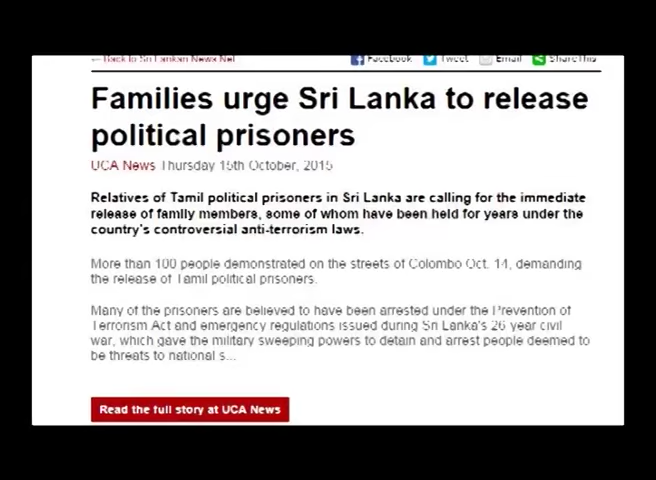 ← Back to Sri Lankan News.Net
Facebook Tweet Email ShareThis
Families urge Sri Lanka to release
political prisoners
UCA News Thursday 15th October, 2015
Relatives of Tamil political prisoners in Sri Lanka are calling for the immediate
release of family members, some of whom have been held for years under the
country's controversial anti-terrorism laws.
More than 100 people demonstrated on the streets of Colombo Oct. 14, demanding
the release of Tamil political prisoners.
Many of the prisoners are believed to have been arrested under the Prevention of
Terrorism Act and emergency regulations issued during Sri Lanka's 26 year civil
war, which gave the military sweeping powers to detain and arrest people deemed to
be threats to national s...
Read the full story at UCA News